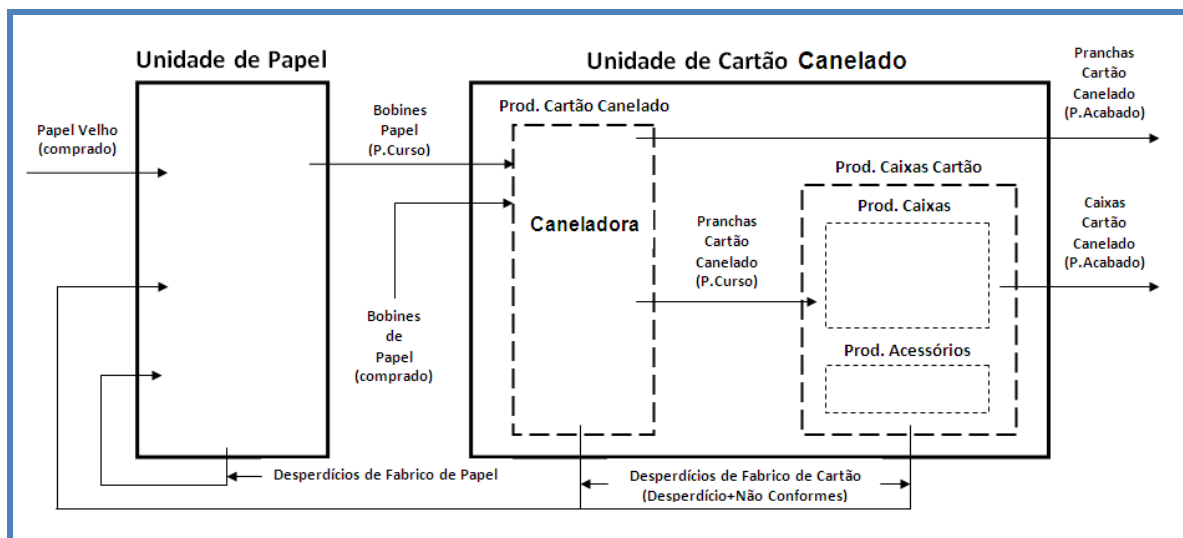 Unidade de Papel
Unidade de Cartão Canelado
Papel Velho
(comprado)
Bobines
Papel
(P.Curso)
Bobines
de
Papel
(comprado)
Prod. Cartão Canelado
Caneladora
Pranchas
Cartão
Canelado
(P.Curso)
Prod. Caixas Cartão
Prod. Caixas
Prod. Acessórios
Pranchas
Cartão
Canelado
(P.Acabado)
Caixas
Cartão
Canelado
(P.Acabado)
Desperdícios de Fabrico de Papel
Desperdícios de Fabrico de Cartão
(Desperdício+Não Conformes)